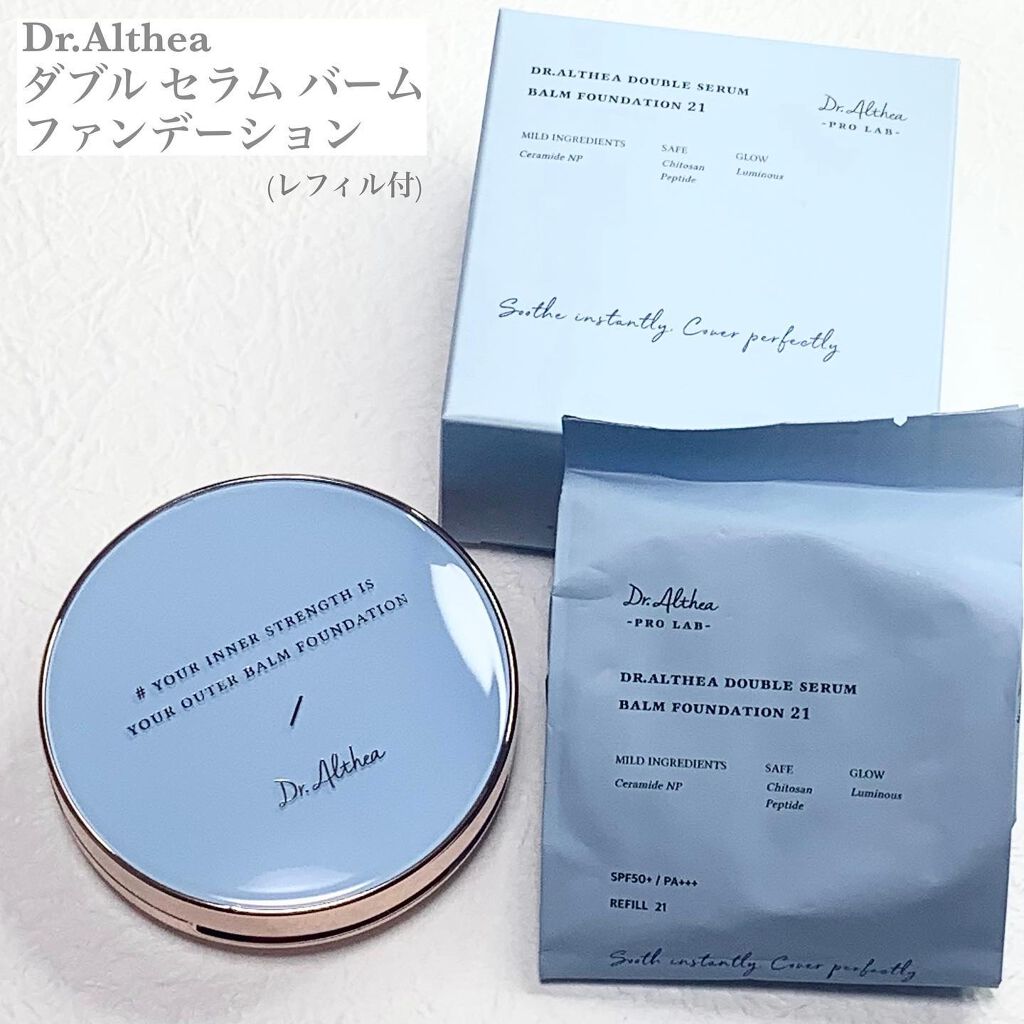 Dr.Althea
ダブル セラム バーム
ファンデーション
(レフィル付)
DR.ALTHEA DOUBLE SERUM
BALM FOUNDATION 21
Dr. Althea
-PRO LAB-
MILD INGREDIENTS
Ceramide NP
SAFE
Chitosan
Peptide
GLOW
Luminous
Soothe instantly. Cover perfectly
# YOUR INNER STRENGTH IS
YOUR OUTER BALM FOUNDATION
/
Dr. Althea
Dr. Althea
-PRO LAB-
DR.ALTHEA DOUBLE SERUM
BALM FOUNDATION 21
MILD INGREDIENTS
Ceramide NP
SAFE
Chitosan
Peptide
GLOW
Luminous
SPF50+ / PA+++
REFILL 21
Sooth instantly. Cover perfectly